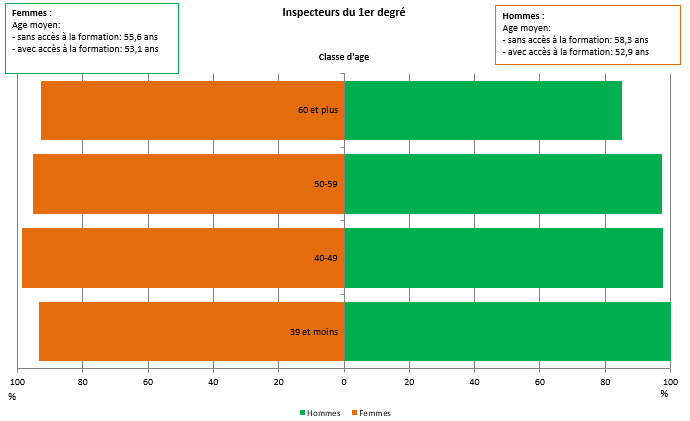 Inspecteurs du 1er degré
Femmes :
Age moyen:
- sans accès à la formation: 55,6 ans
- avec accès à la formation: 53,1 ans
Hommes :
Age moyen:
- sans accès à la formation: 58,3 ans
- avec accès à la formation: 52,9 ans
Classe d'age
60 et plus
50-59
40-49
39 et moins
100 80 60 40 20 0 20 40 60 80 100
% %
Hommes Femmes